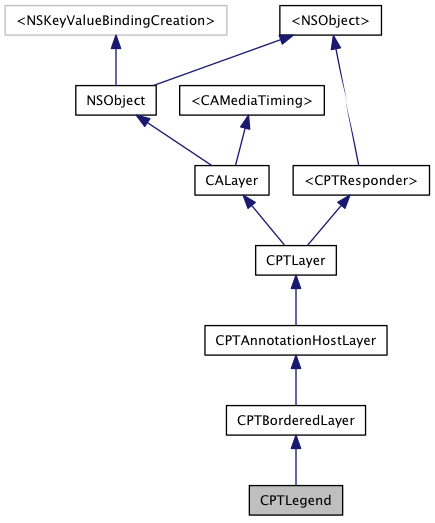 <NSKeyValueBindingCreation>
<NSObject>
NSObject
<CAMediaTiming>
CALayer
<CPTResponder>
CPTLayer
CPTAnnotationHostLayer
CPTBorderedLayer
CPTLegend